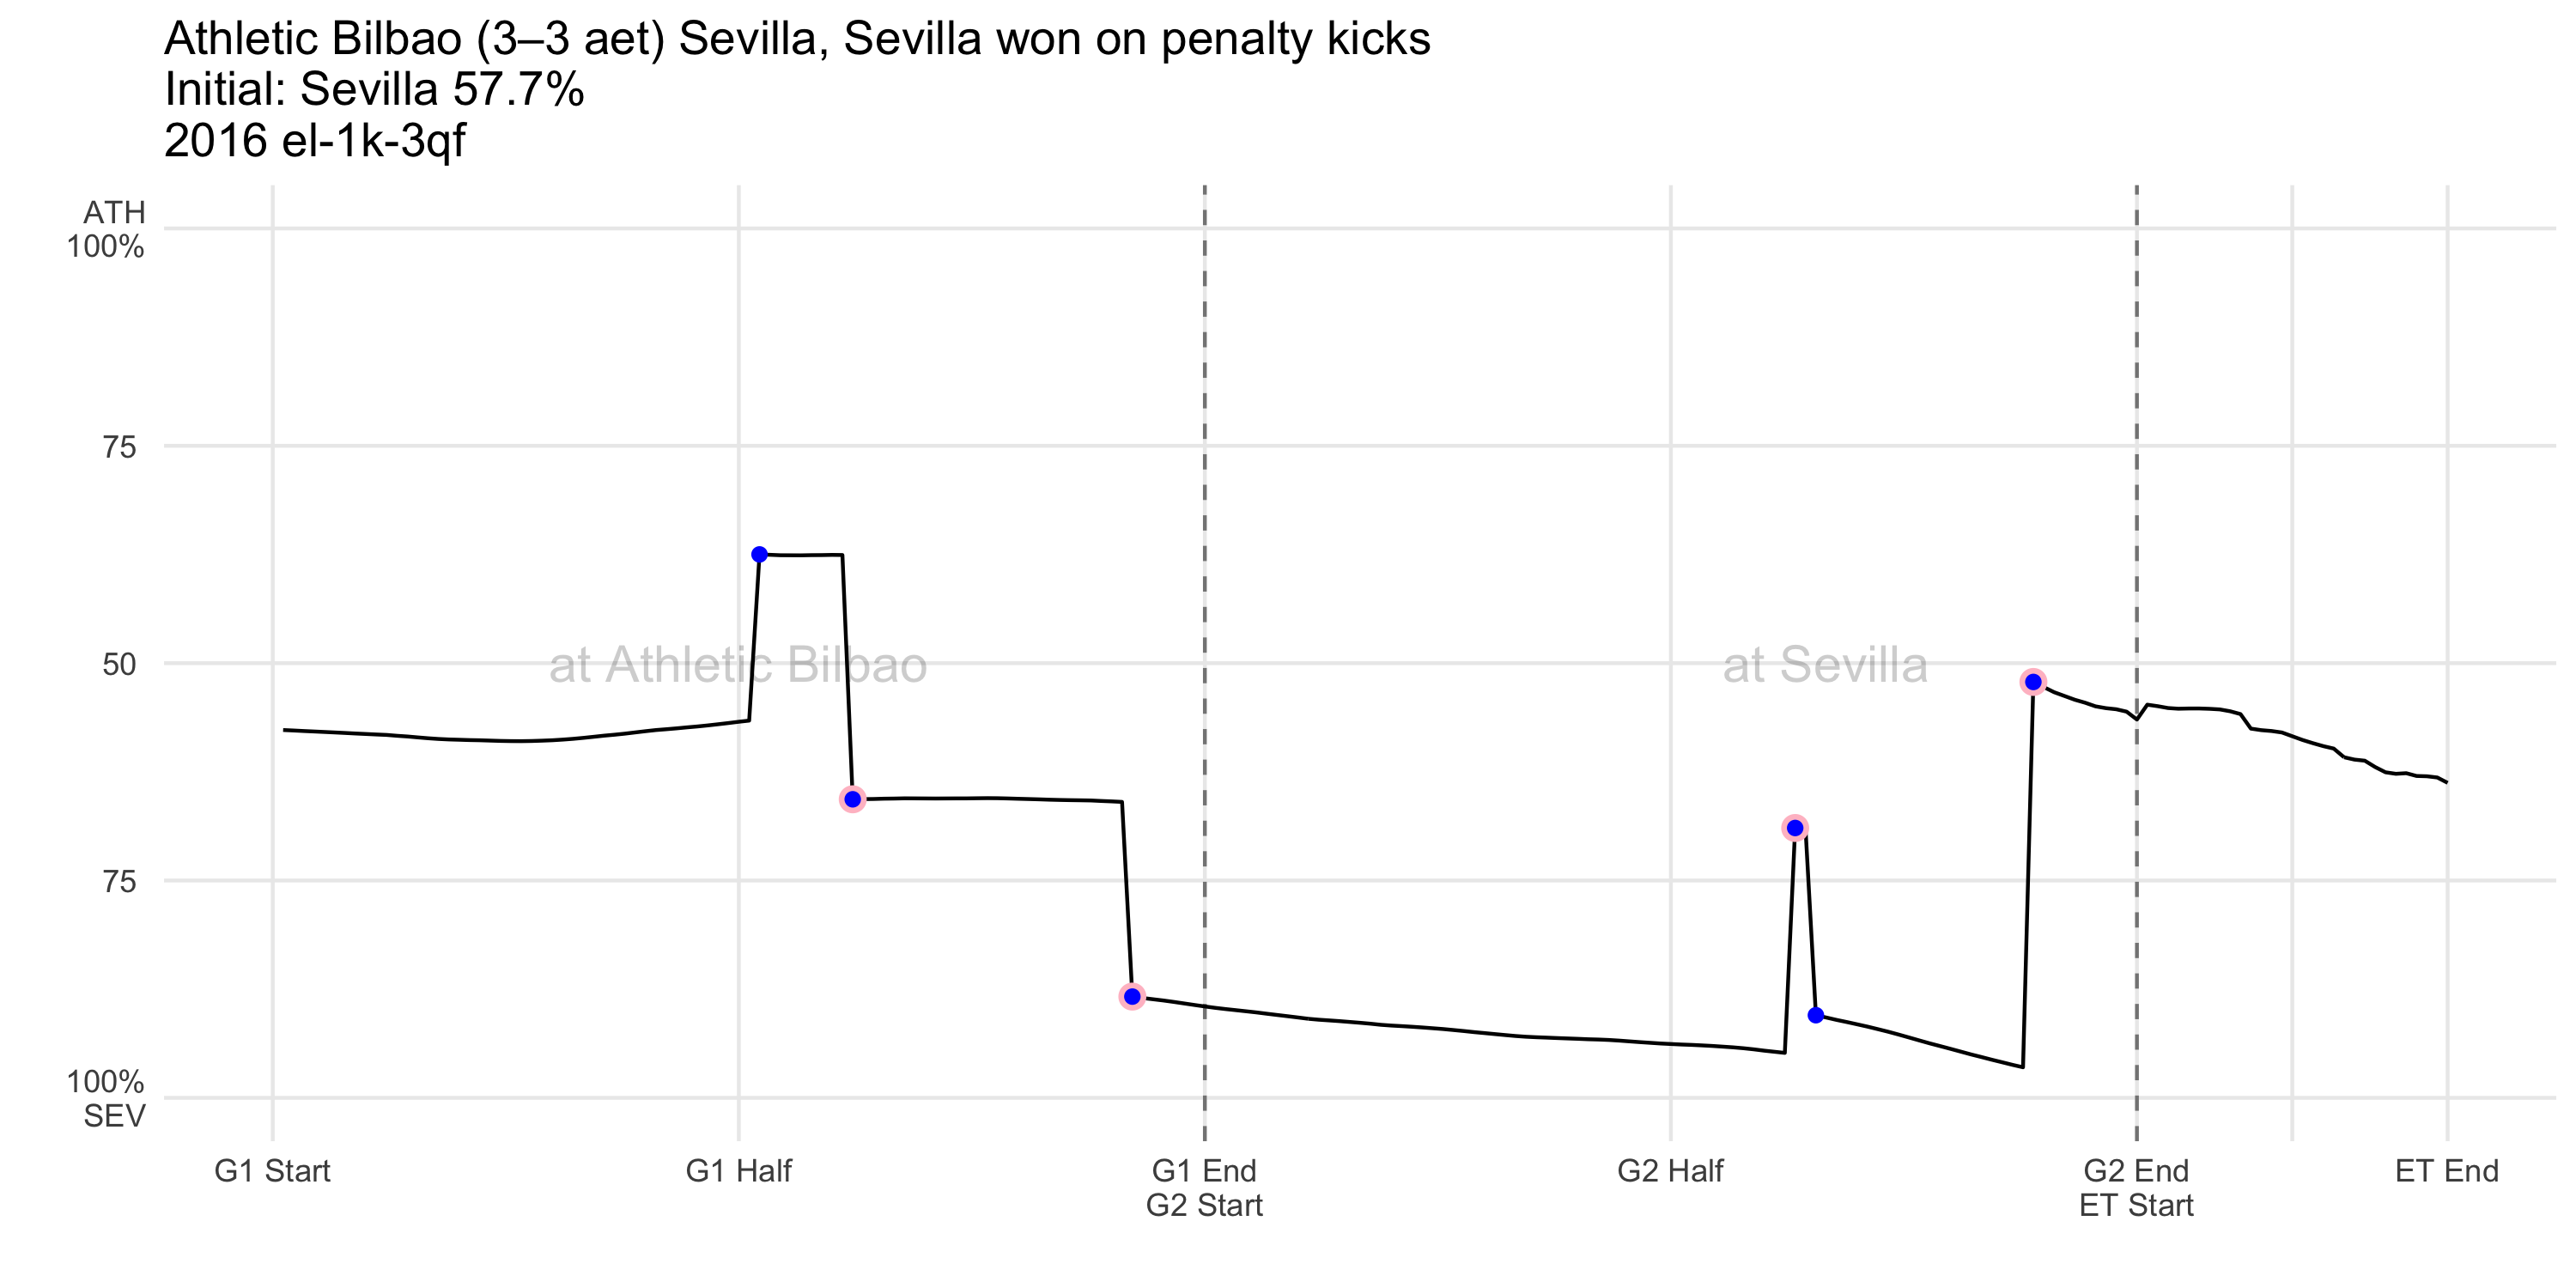 Athletic Bilbao (3–3 aet) Sevilla, Sevilla won on penalty kicks
Initial: Sevilla 57.7%
2016 el-1k-3qf
ATH
100%
75
50
75
100%
SEV
at Athletic Bilbao
at Sevilla
G1 Start
G1 Half
G1 End
G2 Start
G2 Half
G2 End
ET Start
ET End